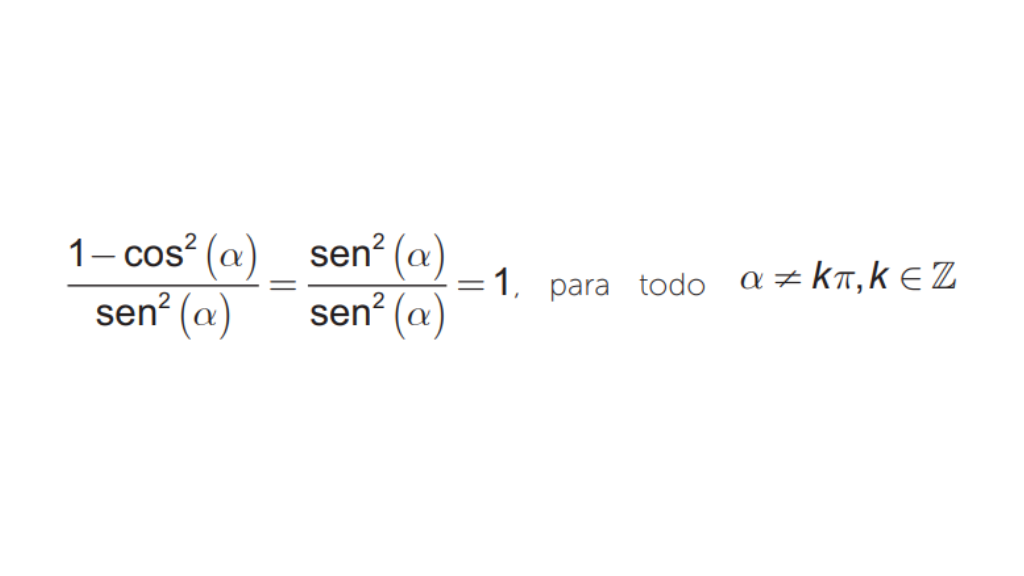 1 − cos² (α) / sen² (α) = sen² (α) / sen² (α) = 1, para todo α ≠ kπ, k ∈ ℤ